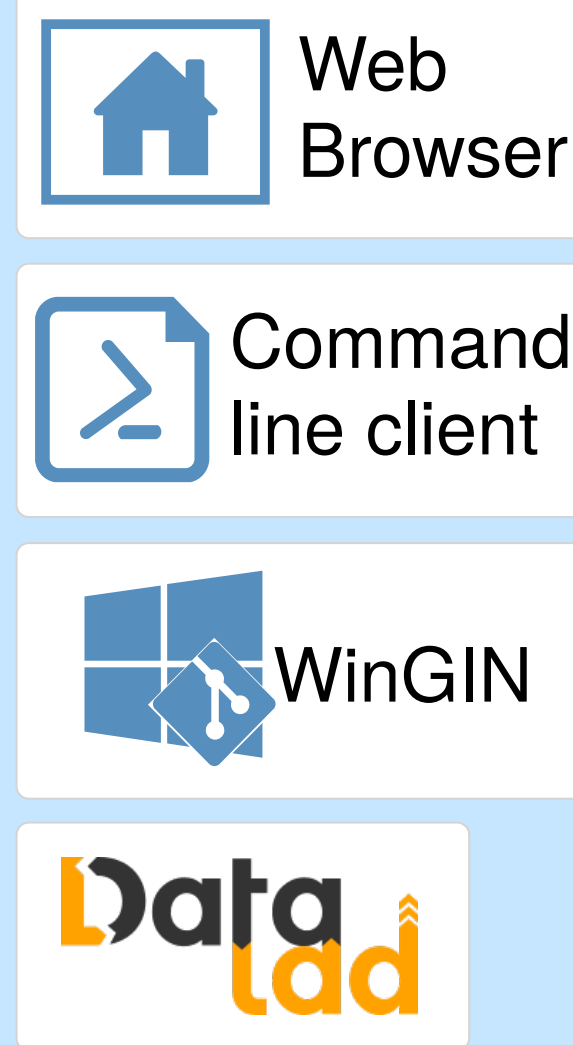 Web
Browser
Command
line client
WinGIN
Data
lad